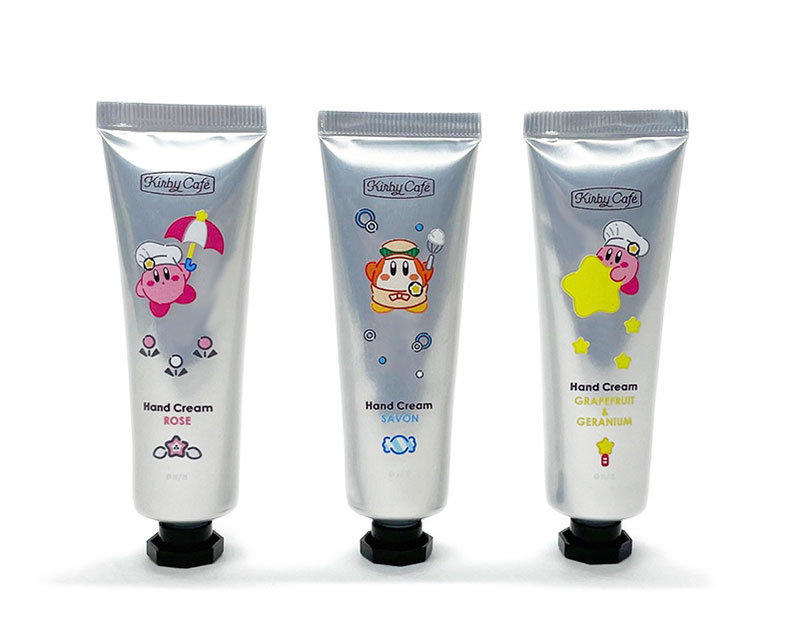 Kirby Café
Hand Cream
ROSE
Kirby Café
Hand Cream
SAVON
Kirby Café
Hand Cream
GRAPEFRUIT
&
GERANIUM